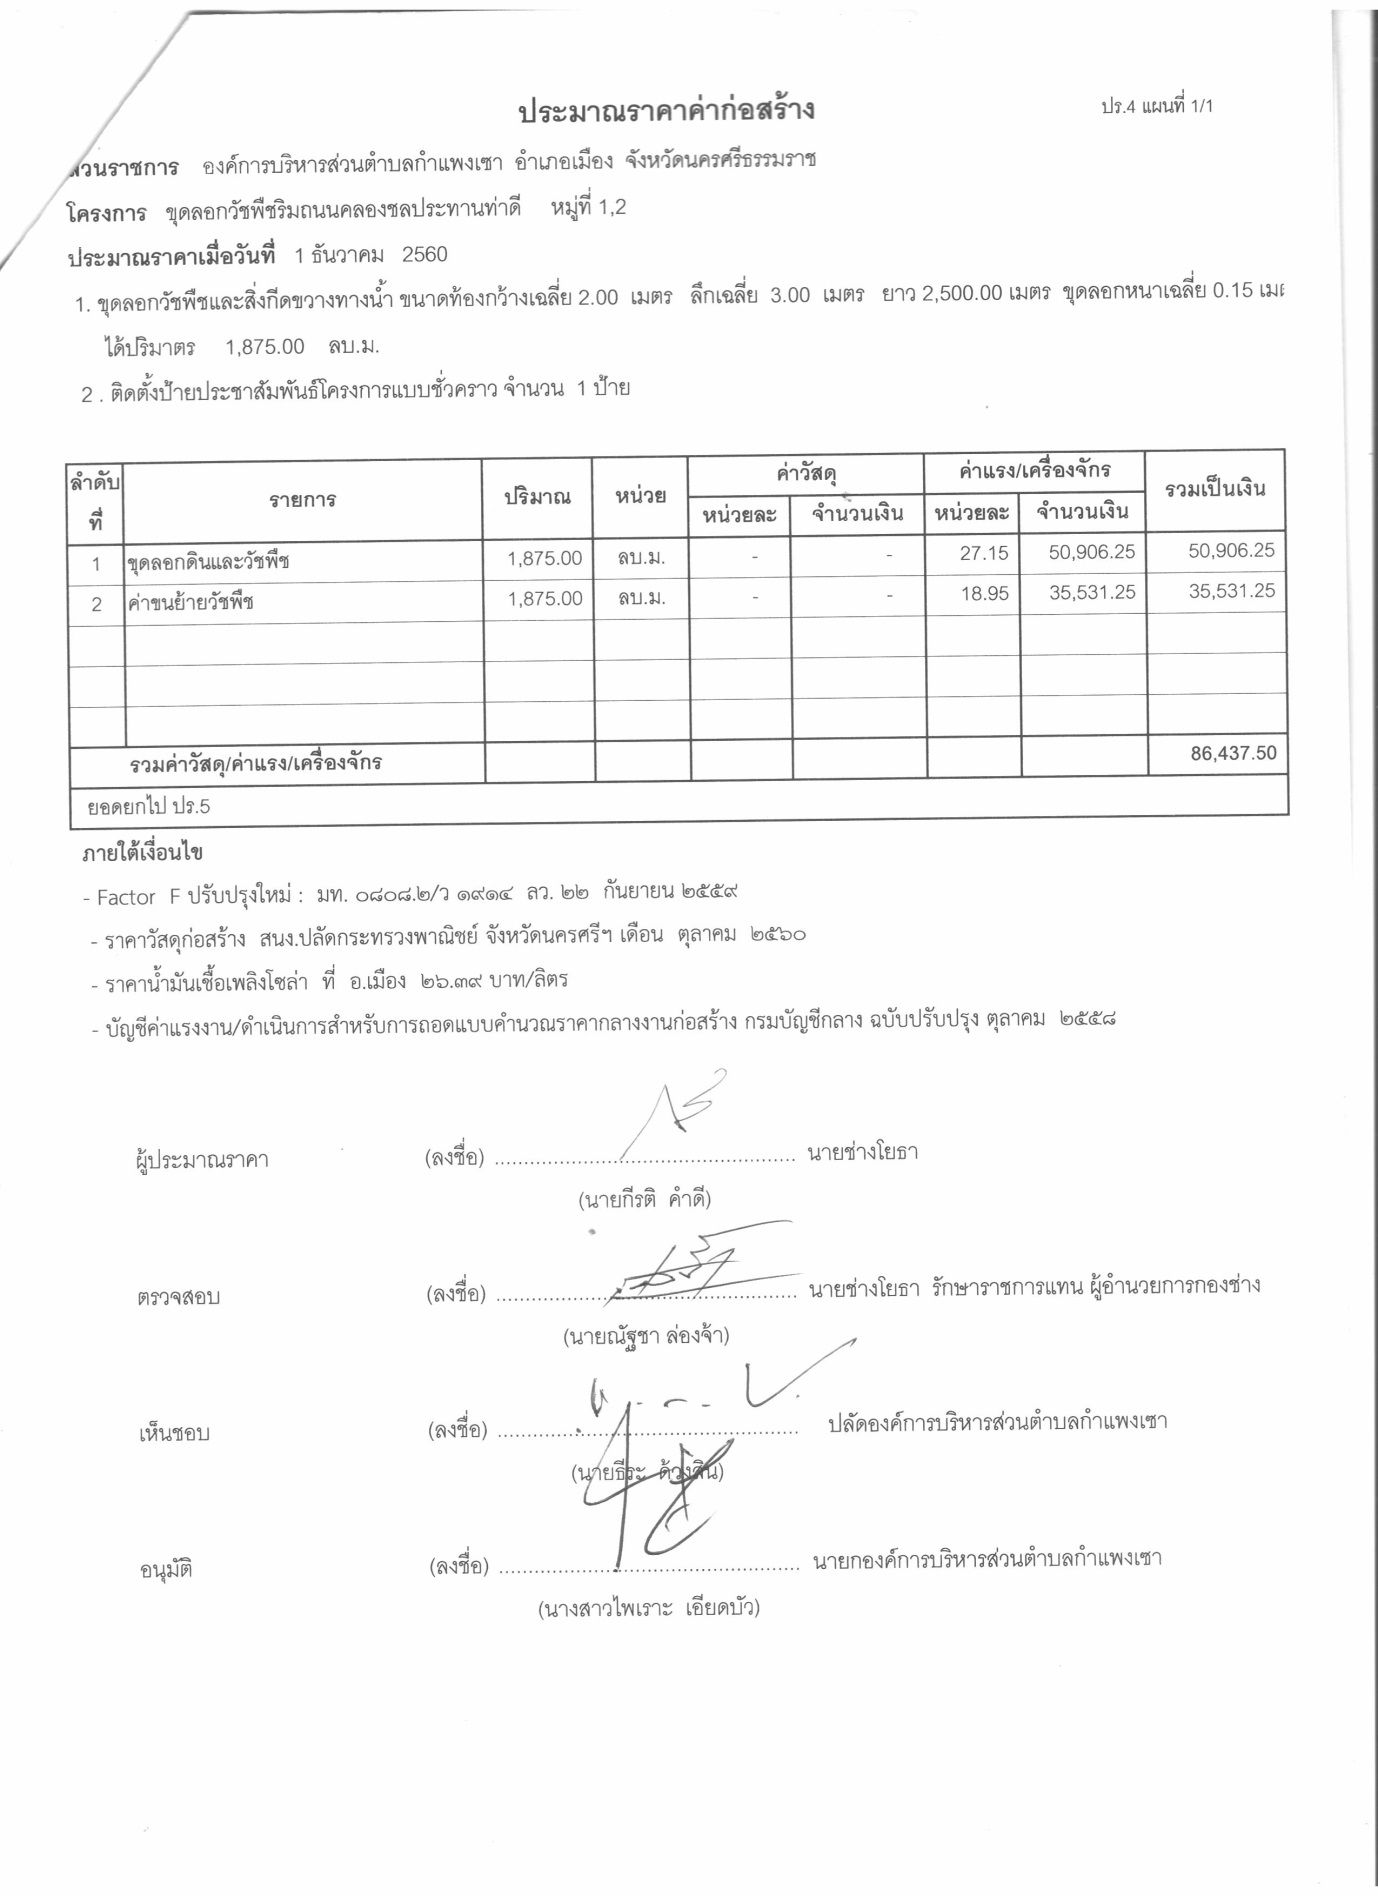 ประมาณราคาค่าก่อสร้าง
ปร.4 แผนที่ 1/1
ส่วนราชการ องค์การบริหารส่วนตำบลกำแพงเซา อำเภอเมือง จังหวัดนครศรีธรรมราช
โครงการ ขุดลอกวัชพืชริมถนนคลองชลประทานท่าดี หมู่ที่ 1,2
ประมาณราคาเมื่อวันที่ 1 ธันวาคม 2560
1. ขุดลอกวัชพืชและสิ่งกีดขวางทางน้ำ ขนาดท้องกว้างเฉลี่ย 2.00 เมตร ลึกเฉลี่ย 3.00 เมตร ยาว 2,500.00 เมตร ขุดลอกหนาเฉลี่ย 0.15 เม
ได้ปริมาตร 1,875.00 ลบ.ม.
2 . ติดตั้งป้ายประชาสัมพันธ์โครงการแบบชั่วคราว จำนวน 1 ป้าย
ลำดับที่ รายการ ปริมาณ หน่วย ค่าวัสดุ ค่าแรง/เครื่องจักร รวมเป็นเงิน
หน่วยละ จำนวนเงิน หน่วยละ จำนวนเงิน
1 ขุดลอกดินและวัชพืช 1,875.00 ลบ.ม. - - 27.15 50,906.25 50,906.25
2 ค่าขนย้ายวัชพืช 1,875.00 ลบ.ม. - - 18.95 35,531.25 35,531.25
รวมค่าวัสดุ/ค่าแรง/เครื่องจักร 86,437.50
ยอดยกไป ปร.5
ภายใต้เงื่อนไข
- Factor F ปรับปรุงใหม่ : มท. ๐๘๐๘.๒/ว ๑๙๑๔ ลว. ๒๒ กันยายน ๒๕๕๙
- ราคาวัสดุก่อสร้าง สนง.ปลัดกระทรวงพาณิชย์ จังหวัดนครศรีฯ เดือน ตุลาคม ๒๕๖๐
- ราคาน้ำมันเชื้อเพลิงโซล่า ที่ อ.เมือง ๒๖.๓๙ บาท/ลิตร
- บัญชีค่าแรงงาน/ดำเนินการสำหรับการถอดแบบคำนวณราคากลางงานก่อสร้าง กรมบัญชีกลาง ฉบับปรับปรุง ตุลาคม ๒๕๕๘
ผู้ประมาณราคา (ลงชื่อ) .................................................. นายช่างโยธา
(นายกีรติ คำดี)
ตรวจสอบ (ลงชื่อ) .................................................. นายช่างโยธา รักษาราชการแทน ผู้อำนวยการกองช่าง
(นายณัฐชา ล่องจ้า)
เห็นชอบ (ลงชื่อ) .................................................. ปลัดองค์การบริหารส่วนตำบลกำแพงเซา
(นายธีระ ด้วงสิน)
อนุมัติ (ลงชื่อ) .................................................. นายกองค์การบริหารส่วนตำบลกำแพงเซา
(นางสาวไพเราะ เอียดบัว)